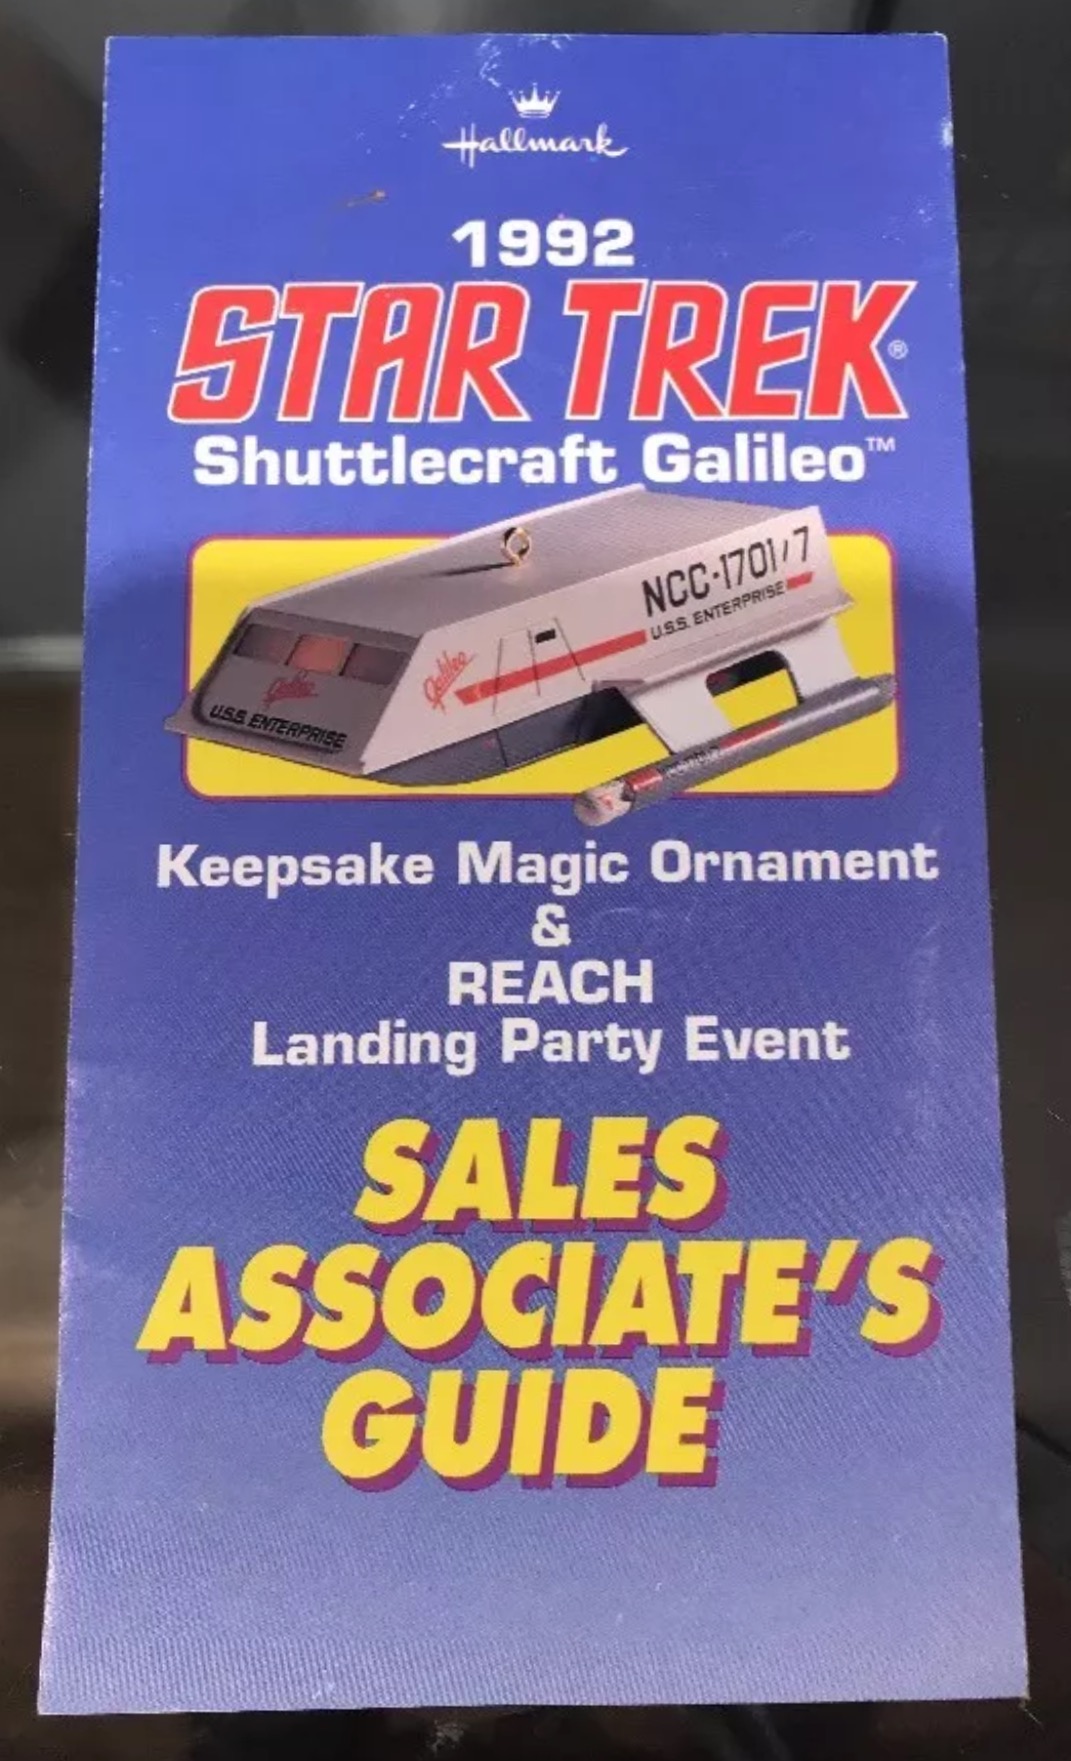 Hallmark
1992
STAR TREK®
Shuttlecraft Galileo™
NCC-1701/7
U.S.S. ENTERPRISE
Galileo
Galileo
U.S.S. ENTERPRISE
Keepsake Magic Ornament
&
REACH
Landing Party Event
SALES
ASSOCIATE'S
GUIDE